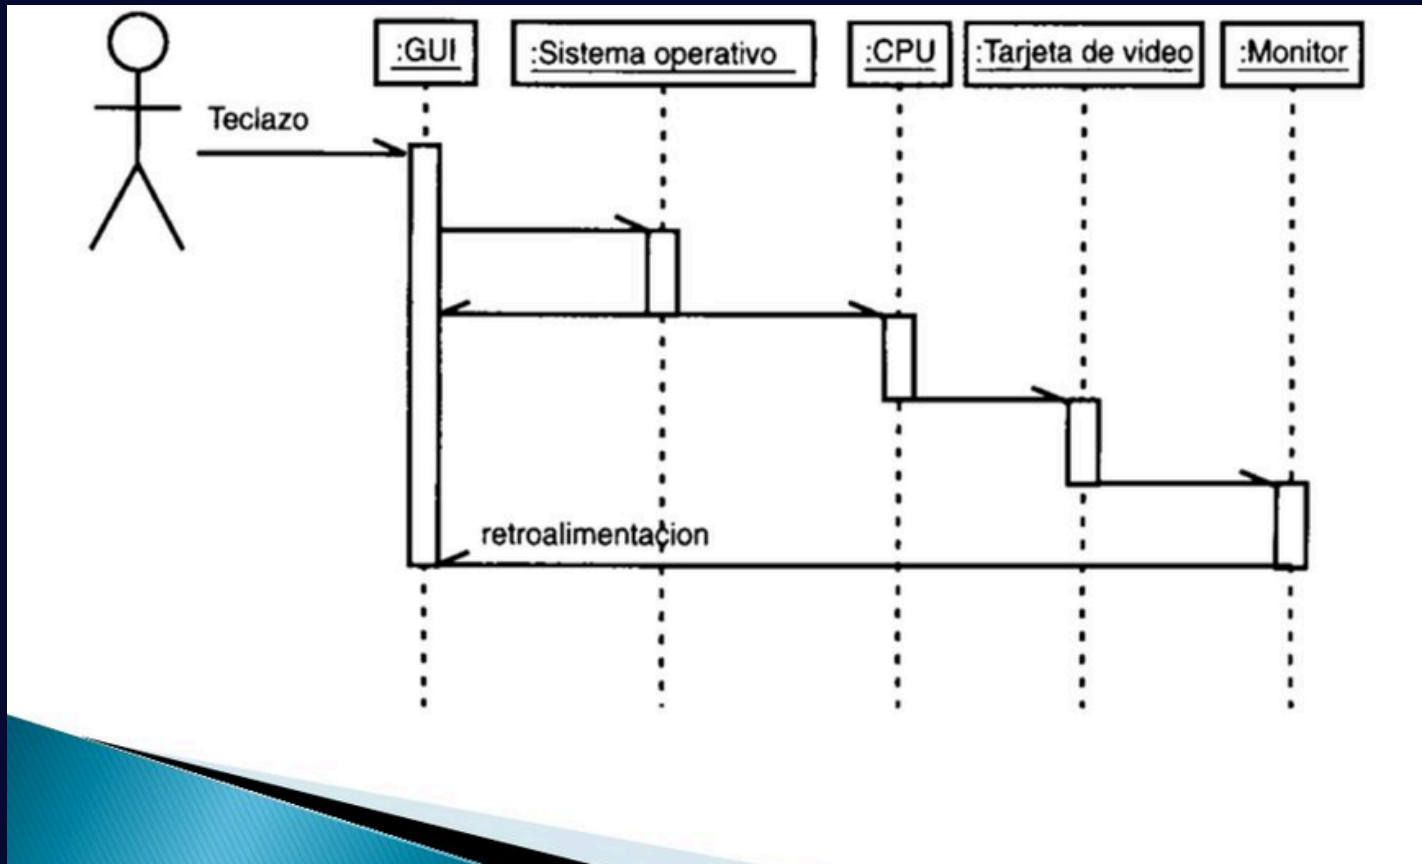 :GUI
:Sistema operativo
:CPU
:Tarjeta de video
:Monitor
Teclazo
retroalimentacion